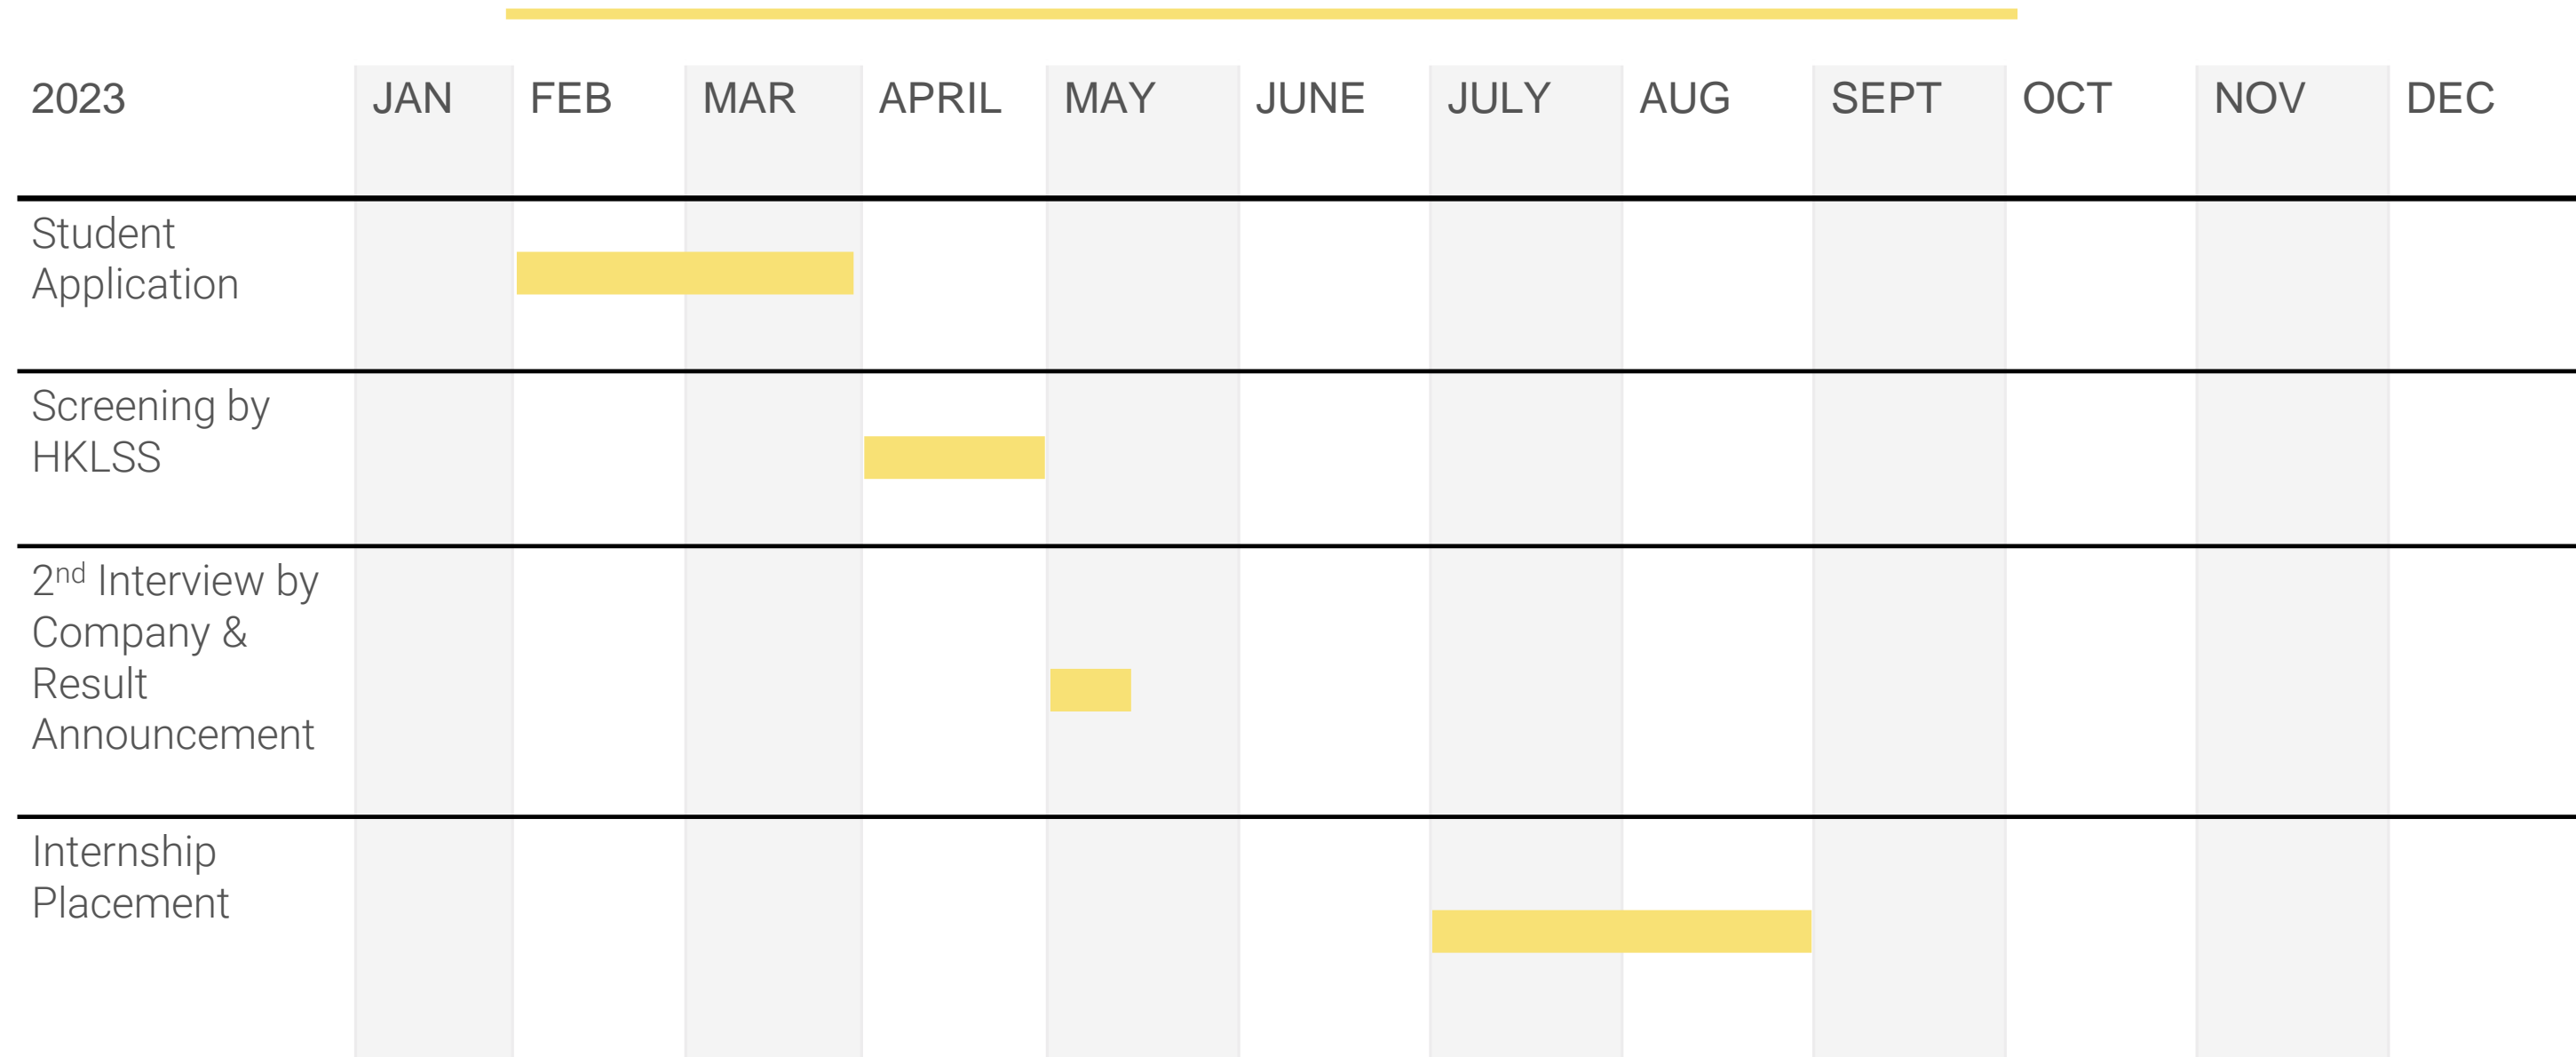 2023 JAN FEB MAR APRIL MAY JUNE JULY AUG SEPT OCT NOV DEC
Student
Application
Screening by
HKLSS
2nd Interview by
Company &
Result
Announcement
Internship
Placement